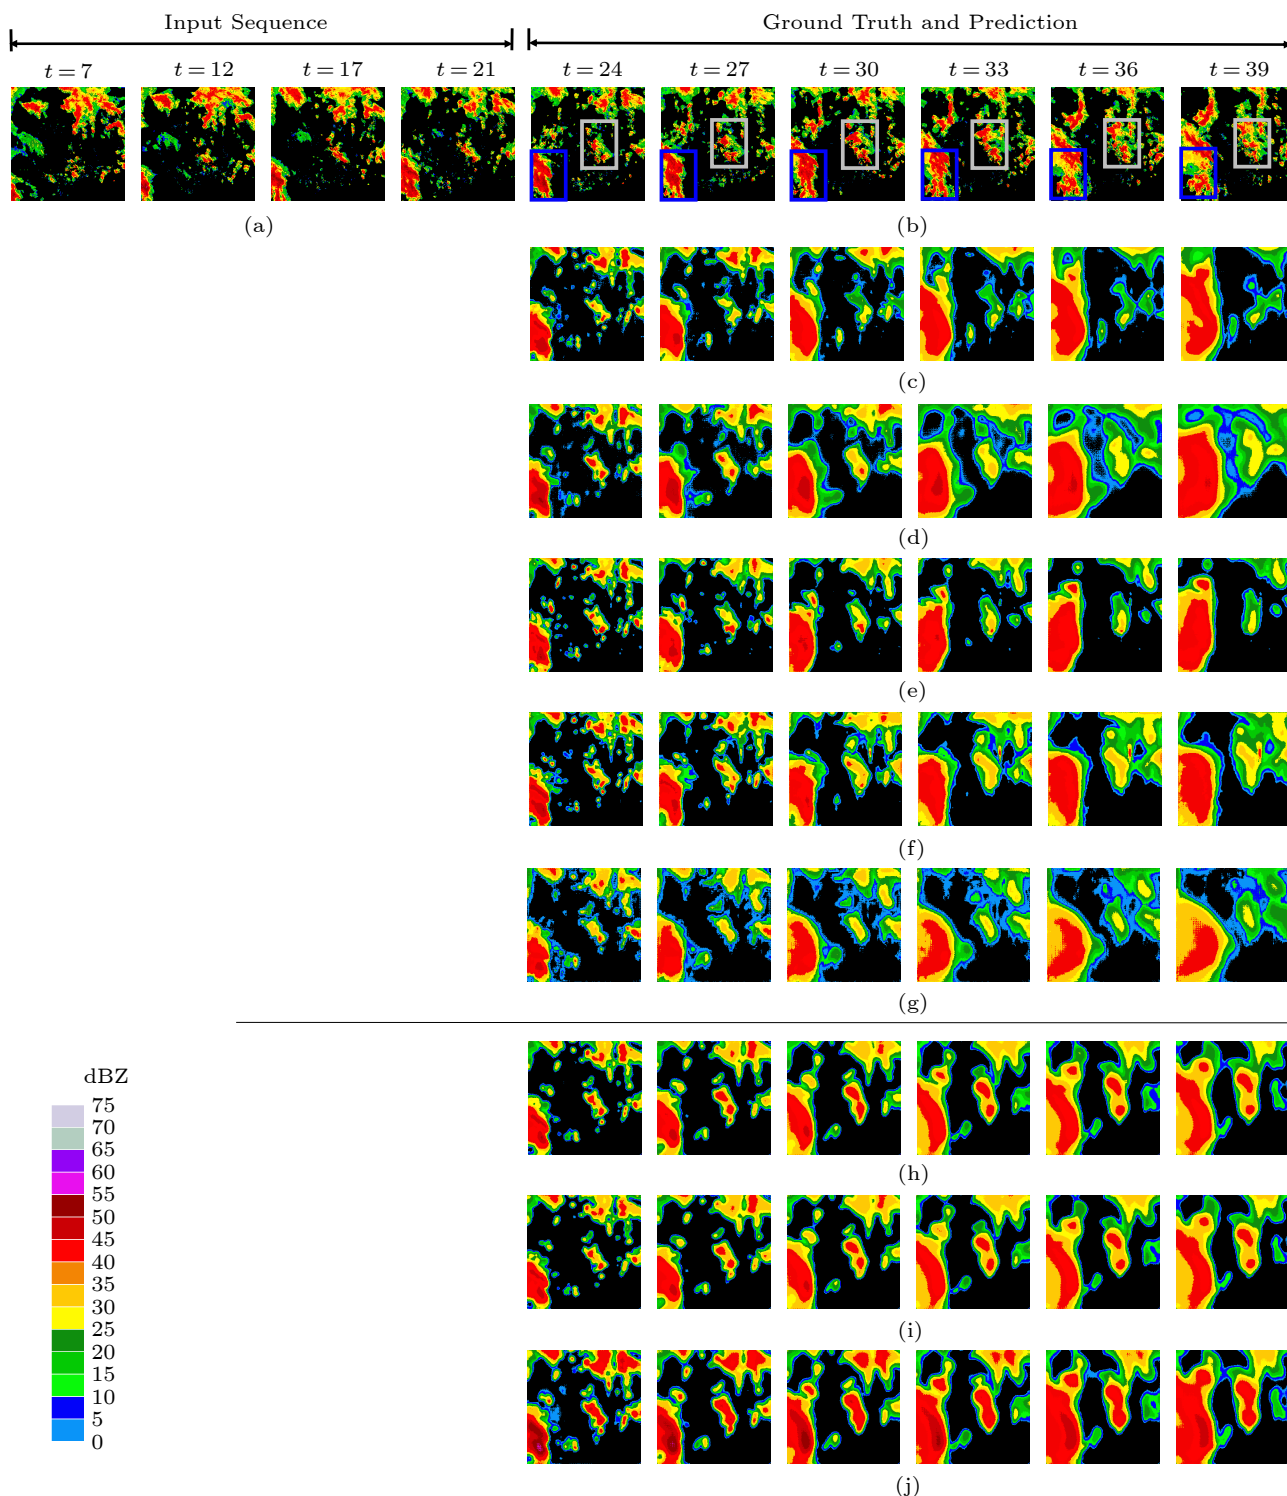 Input Sequence
Ground Truth and Prediction
t = 7 t = 12 t = 17 t = 21 t = 24 t = 27 t = 30 t = 33 t = 36 t = 39
(a) (b)
(c)
(d)
(e)
(f)
(g)
dBZ
75
70
65
60
55
50
45
40
35
30
25
20
15
10
5
0
(h)
(i)
(j)